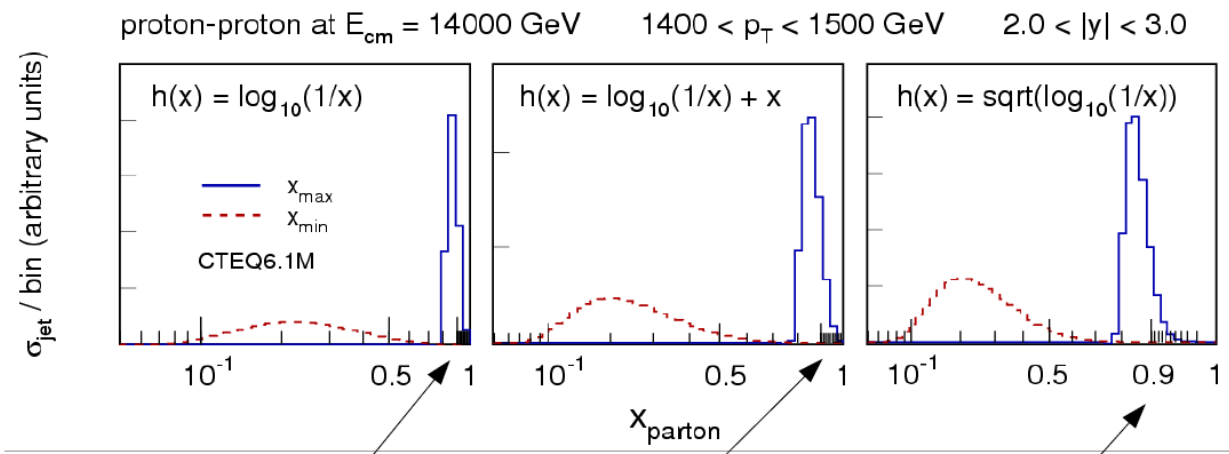 proton-proton at E_cm = 14000 GeV 1400 < p_T < 1500 GeV 2.0 < |y| < 3.0
σ_jet / bin (arbitrary units)
h(x) = log_10(1/x)
x_max
x_min
CTEQ6.1M
10^-1 0.5 1
h(x) = log_10(1/x) + x
10^-1 0.5 1
h(x) = sqrt(log_10(1/x))
10^-1 0.5 0.9 1
x_parton